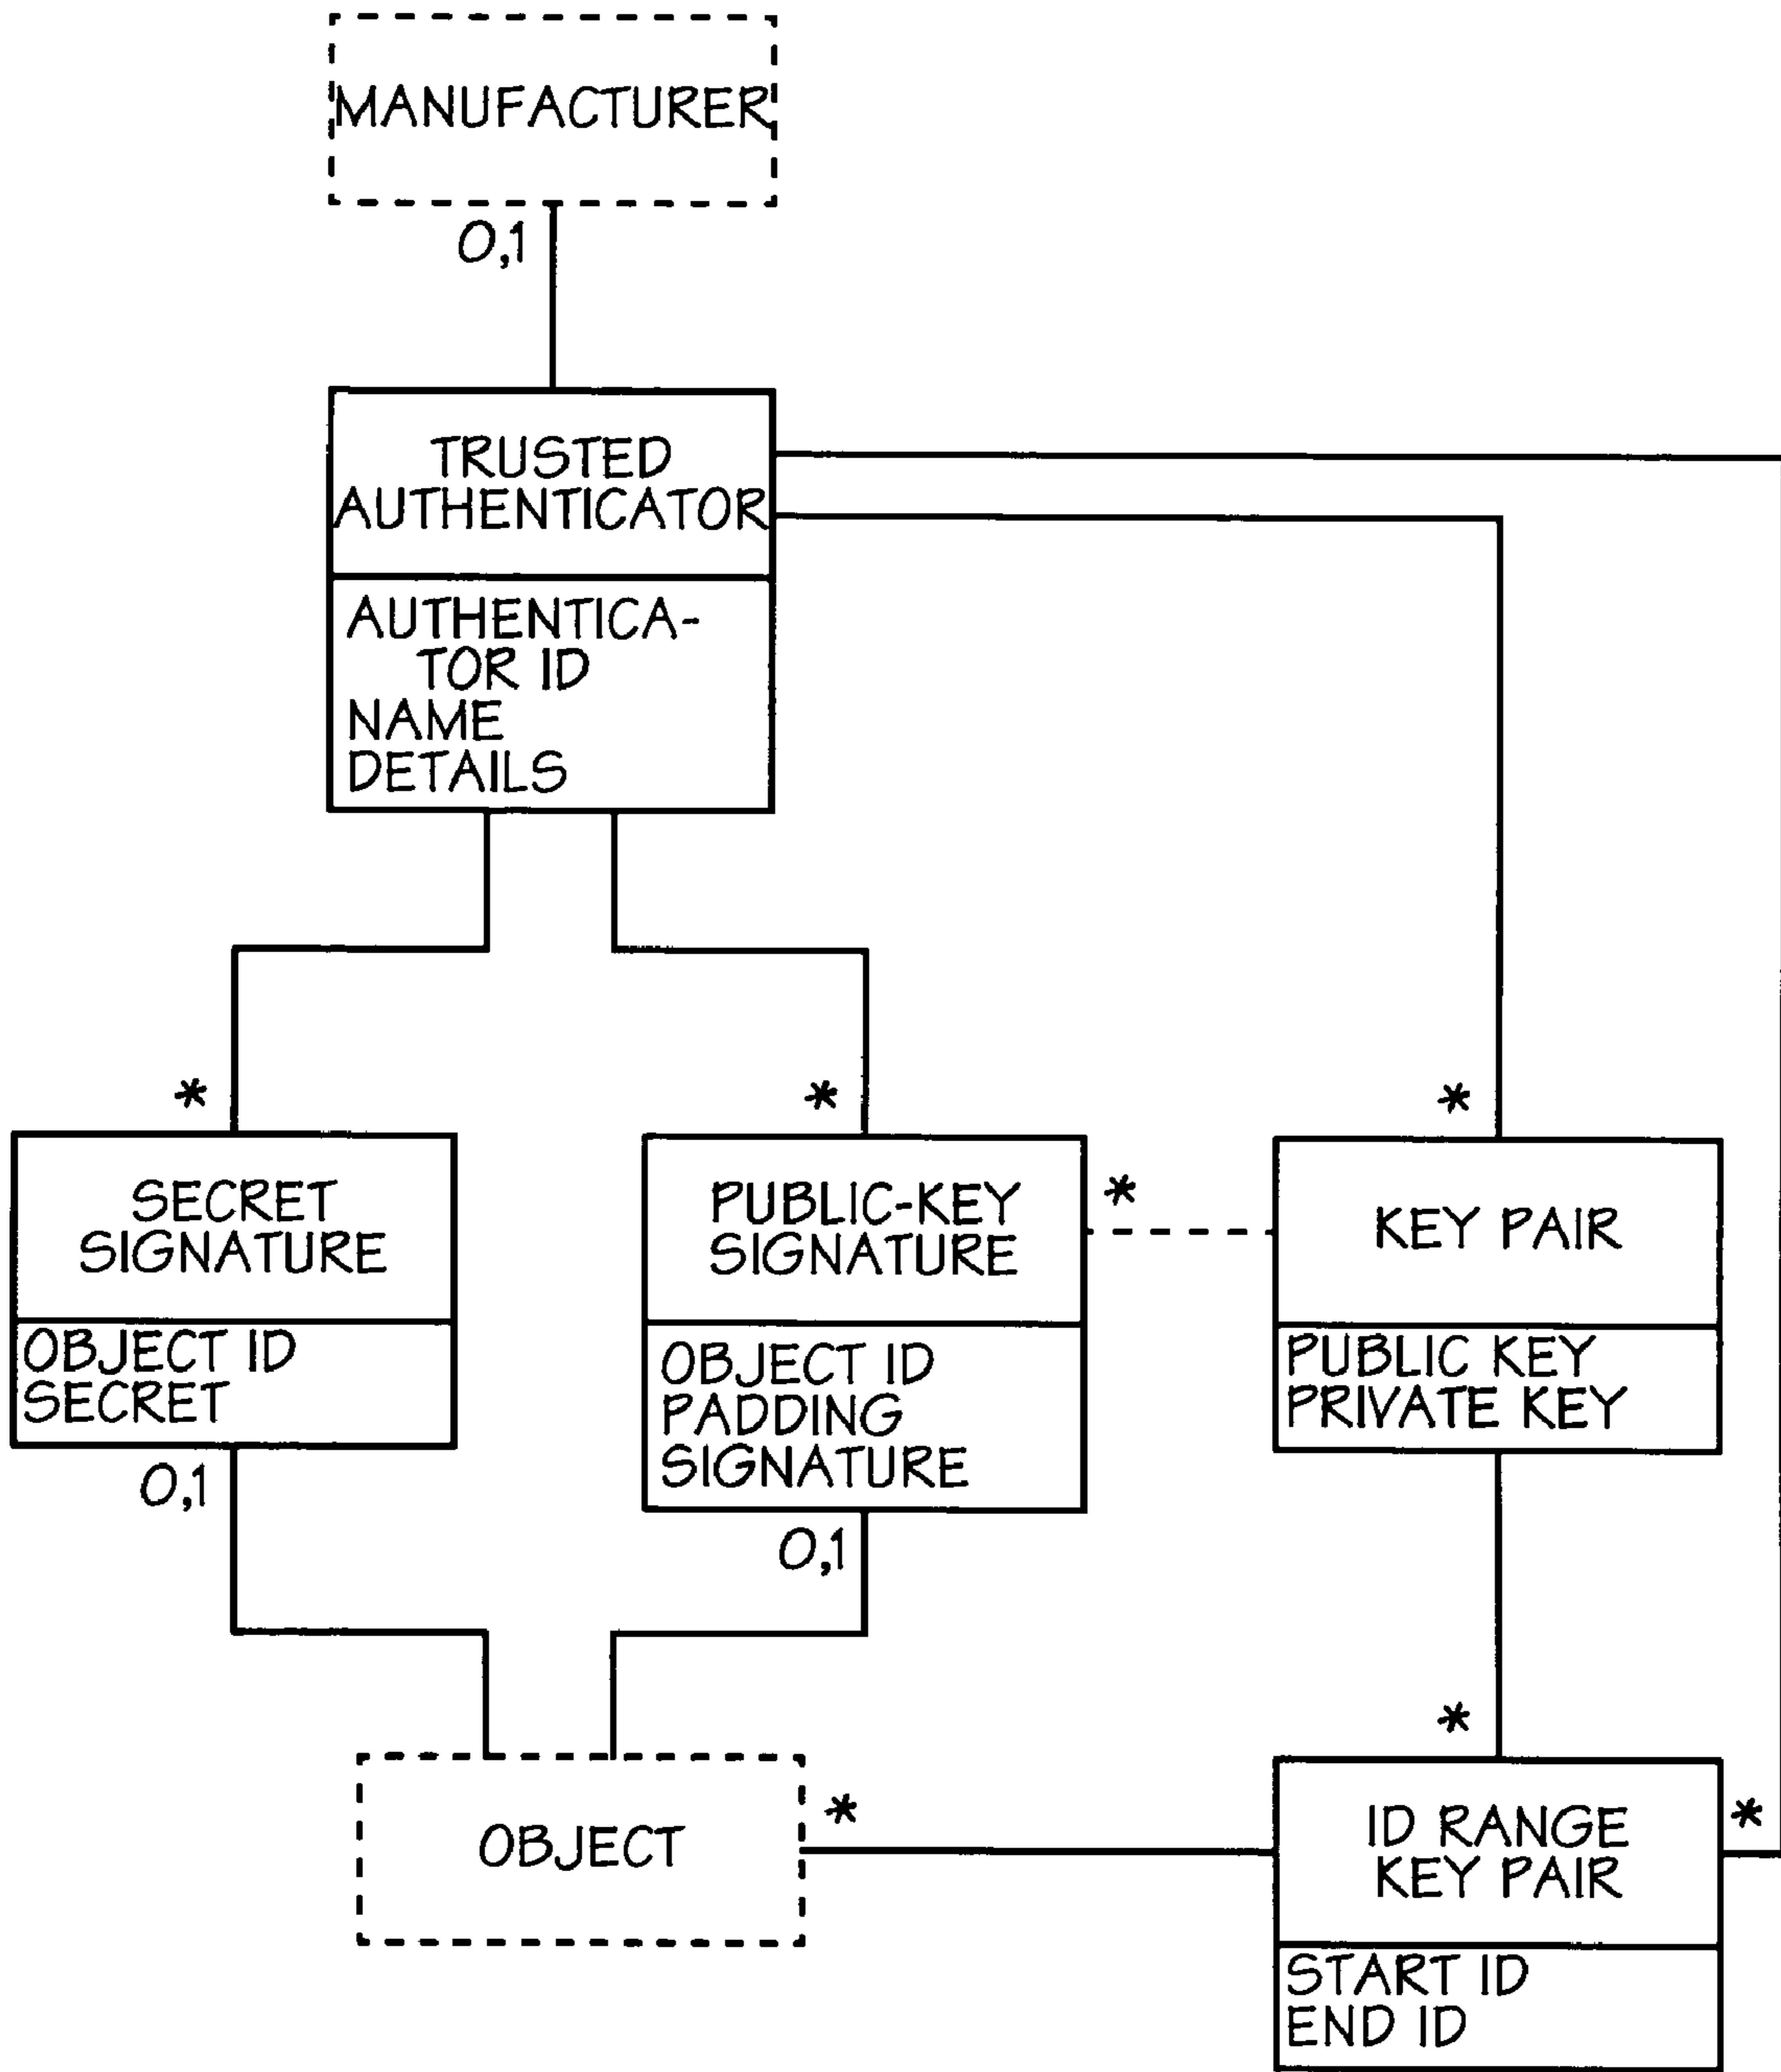 MANUFACTURER
0,1
TRUSTED
AUTHENTICATOR
AUTHENTICA-
TOR ID
NAME
DETAILS
*
*
*
SECRET
SIGNATURE
OBJECT ID
SECRET
0,1
PUBLIC-KEY
SIGNATURE
*
OBJECT ID
PADDING
SIGNATURE
0,1
KEY PAIR
PUBLIC KEY
PRIVATE KEY
*
OBJECT
*
ID RANGE
KEY PAIR
*
START ID
END ID